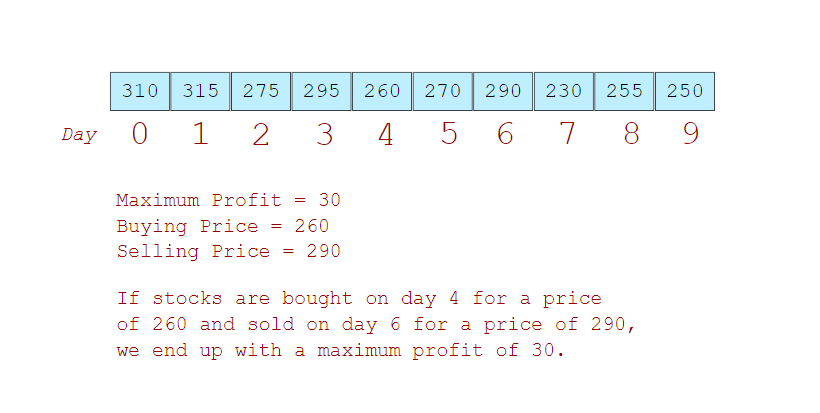 310 315 275 295 260 270 290 230 255 250
Day 0 1 2 3 4 5 6 7 8 9
Maximum Profit = 30
Buying Price = 260
Selling Price = 290
If stocks are bought on day 4 for a price
of 260 and sold on day 6 for a price of 290,
we end up with a maximum profit of 30.